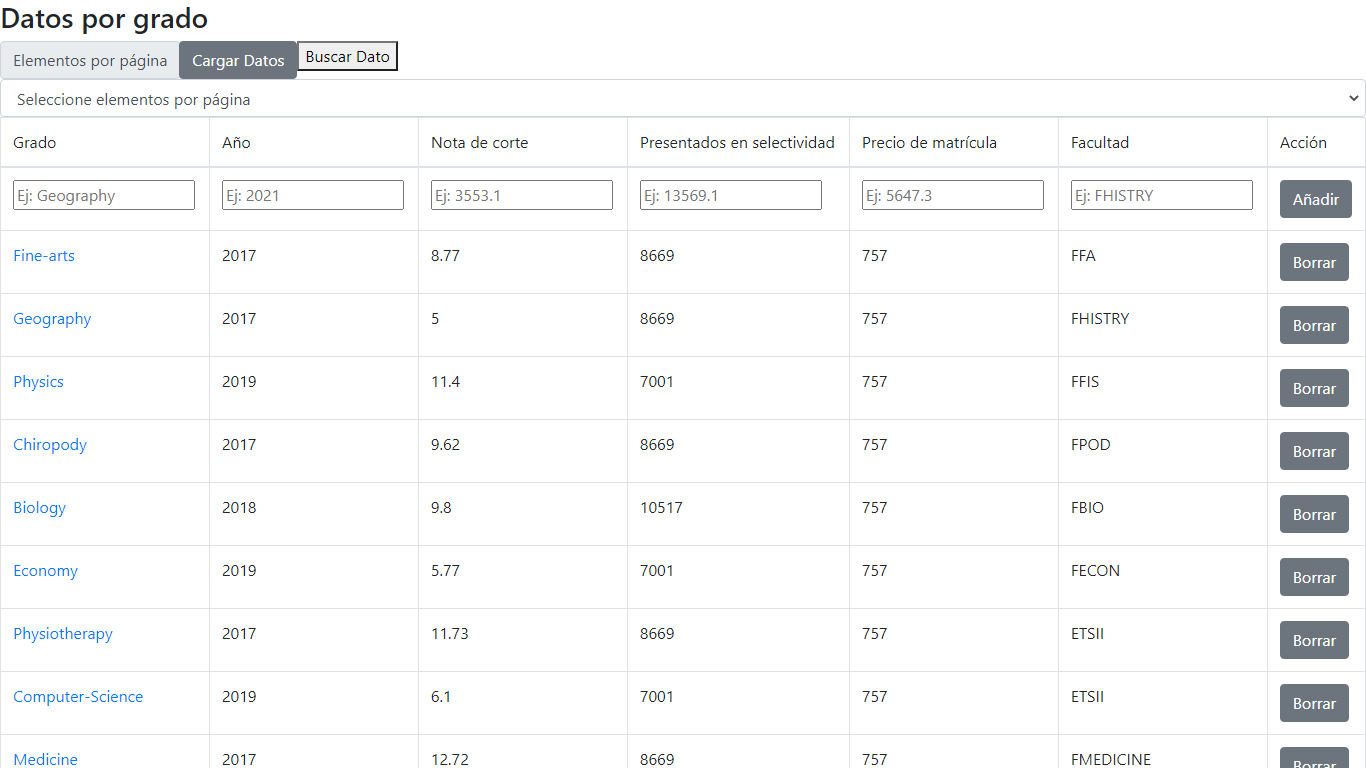 Datos por grado
Elementos por página Cargar Datos Buscar Dato
Seleccione elementos por página
Grado Año Nota de corte Presentados en selectividad Precio de matrícula Facultad Acción
Ej: Geography Ej: 2021 Ej: 3553.1 Ej: 13569.1 Ej: 5647.3 Ej: FHISTRY Añadir
Fine-arts 2017 8.77 8669 757 FFA Borrar
Geography 2017 5 8669 757 FHISTRY Borrar
Physics 2019 11.4 7001 757 FFIS Borrar
Chiropody 2017 9.62 8669 757 FPOD Borrar
Biology 2018 9.8 10517 757 FBIO Borrar
Economy 2019 5.77 7001 757 FECON Borrar
Physiotherapy 2017 11.73 8669 757 ETSII Borrar
Computer-Science 2019 6.1 7001 757 ETSII Borrar
Medicine 2017 12.72 8669 757 FMEDICINE Borrar